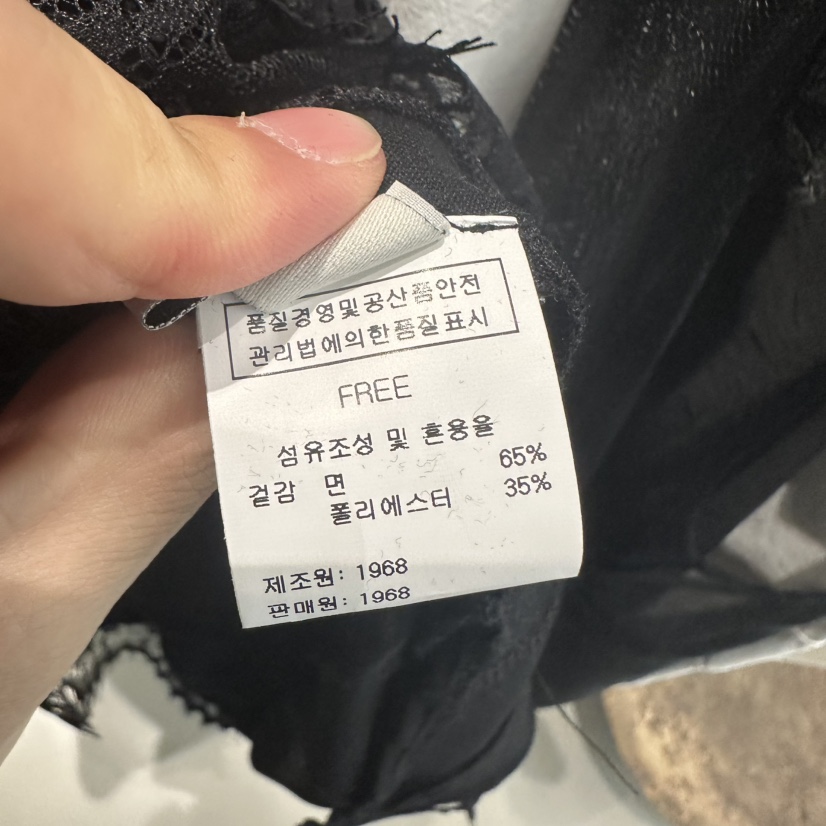 품질경영및공산품안전
관리법에의한품질표시
FREE
섬유조성 및 혼용율
겉감 면 65%
폴리에스터 35%
제조원: 1968
판매원: 1968